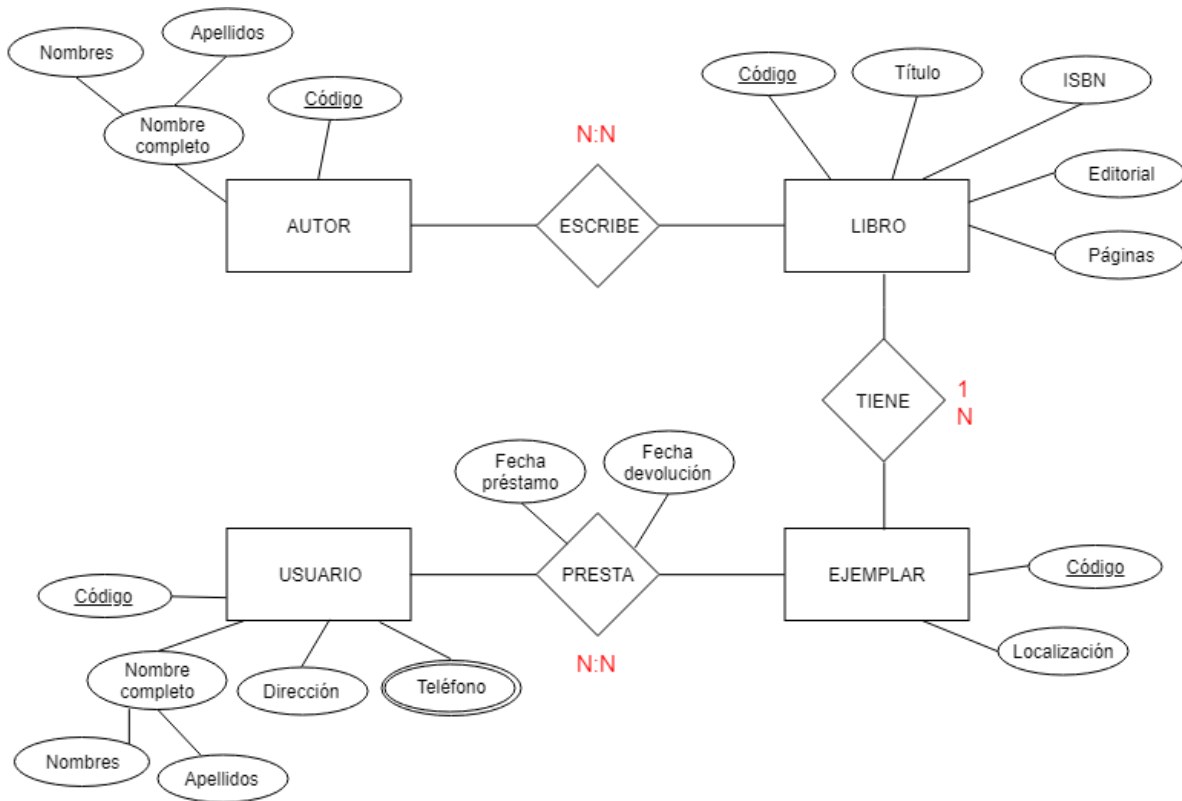 Apellidos
Nombres
Código
Nombre
completo
AUTOR
N:N
ESCRIBE
Código
Título
ISBN
Editorial
Páginas
LIBRO
TIENE
1
N
Fecha
préstamo
Fecha
devolución
USUARIO
PRESTA
N:N
EJEMPLAR
Código
Localización
Código
Nombre
completo
Dirección
Teléfono
Nombres
Apellidos